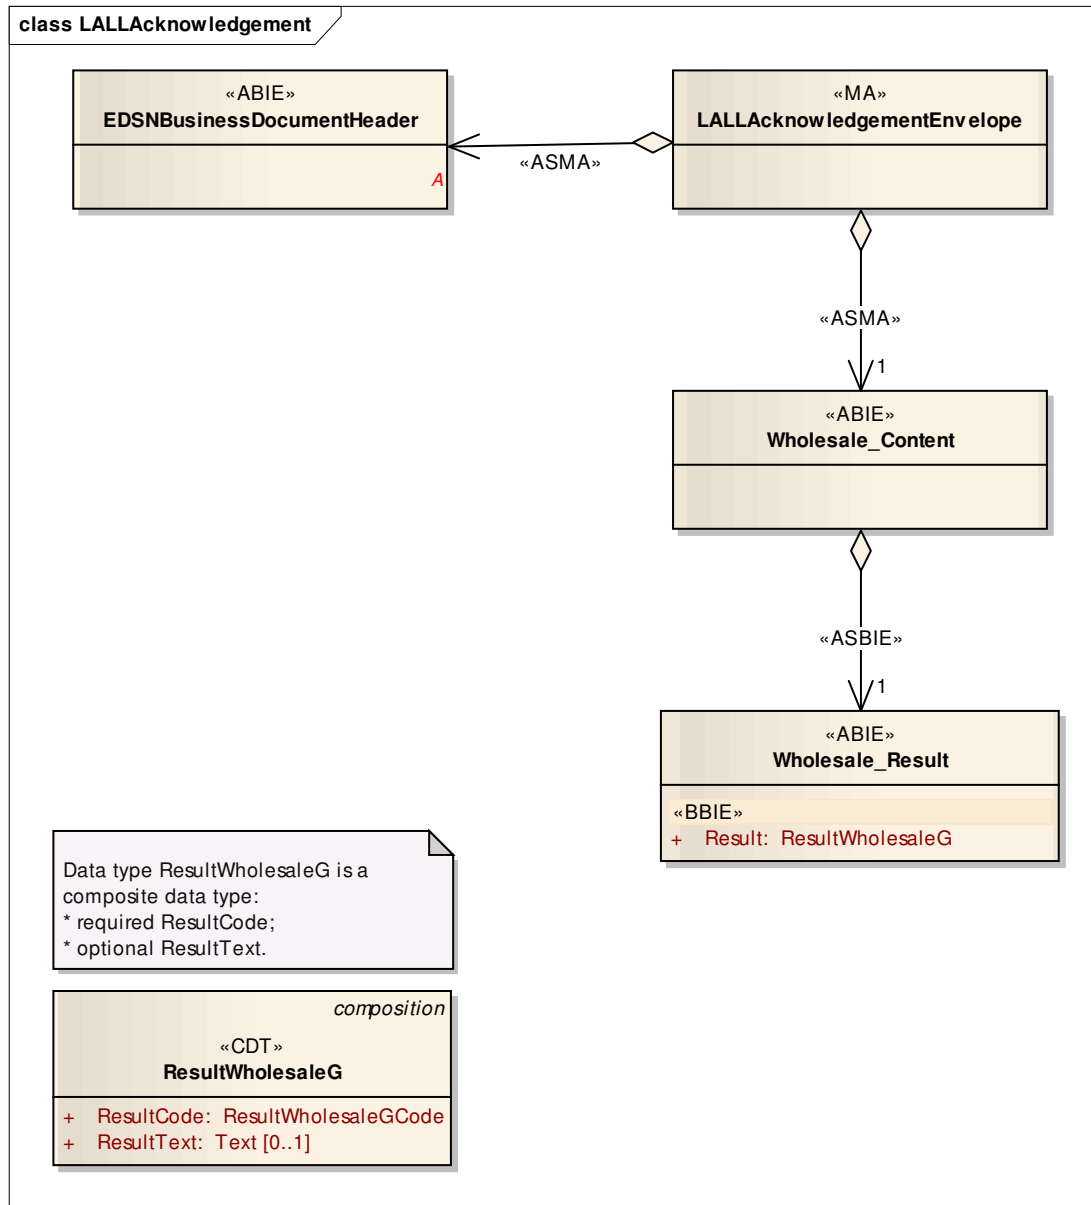 class LALLAcknowledgement
«ABIE»
EDSNBusinessDocumentHeader
A
«ASMA»
«MA»
LALLAcknowledgementEnvelope
«ASMA»
1
«ABIE»
Wholesale_Content
«ASBIE»
1
«ABIE»
Wholesale_Result
«BBIE»
+ Result: ResultWholesaleG
Data type ResultWholesaleG is a
composite data type:
* required ResultCode;
* optional ResultText.
composition
«CDT»
ResultWholesaleG
+ ResultCode: ResultWholesaleGCode
+ ResultText: Text [0..1]